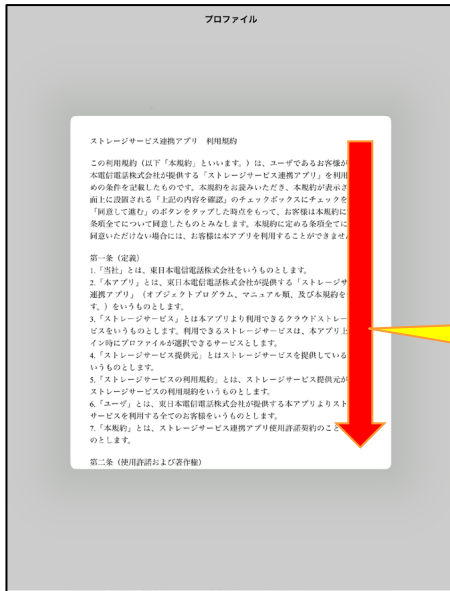 プロファイル
ストレージサービス連携アプリ　利用規約
この利用規約（以下「本規約」といいます。）は、ユーザであるお客様が
本電信電話株式会社が提供する「ストレージサービス連携アプリ」を利用
めの条件を記載したものです。本規約をお読みいただき、本規約が表示さ
面上に設置される「上記の内容を確認」のチェックボックスにチェックを
「同意して進む」のボタンをタップした時点をもって、お客様は本規約に
条項全てについて同意したものとみなします。本規約に定める条項全てに
同意いただけない場合には、お客様は本アプリを利用することができませ
第一条（定義）
1.「当社」とは、東日本電信電話株式会社をいうものとします。
2.「本アプリ」とは、東日本電信電話株式会社が提供する「ストレージサ
連携アプリ」（オブジェクトプログラム、マニュアル類、及び本規約を
す。）をいうものとします。
3.「ストレージサービス」とは本アプリより利用できるクラウドストレー
ビスをいうものとします。利用できるストレージサービスは、本アプリ上
イン時にプロファイルが選択できるサービスとします。
4.「ストレージサービス提供元」とはストレージサービスを提供している
いうものとします。
5.「ストレージサービスの利用規約」とは、ストレージサービス提供元が
ストレージサービスの利用規約をいうものとします。
6.「ユーザ」とは、東日本電信電話株式会社が提供する本アプリよりスト
サービスを利用する全てのお客様をいうものとします。
7.「本規約」とは、ストレージサービス連携アプリ使用許諾契約のこと
のとします。
第二条（使用許諾および著作権）